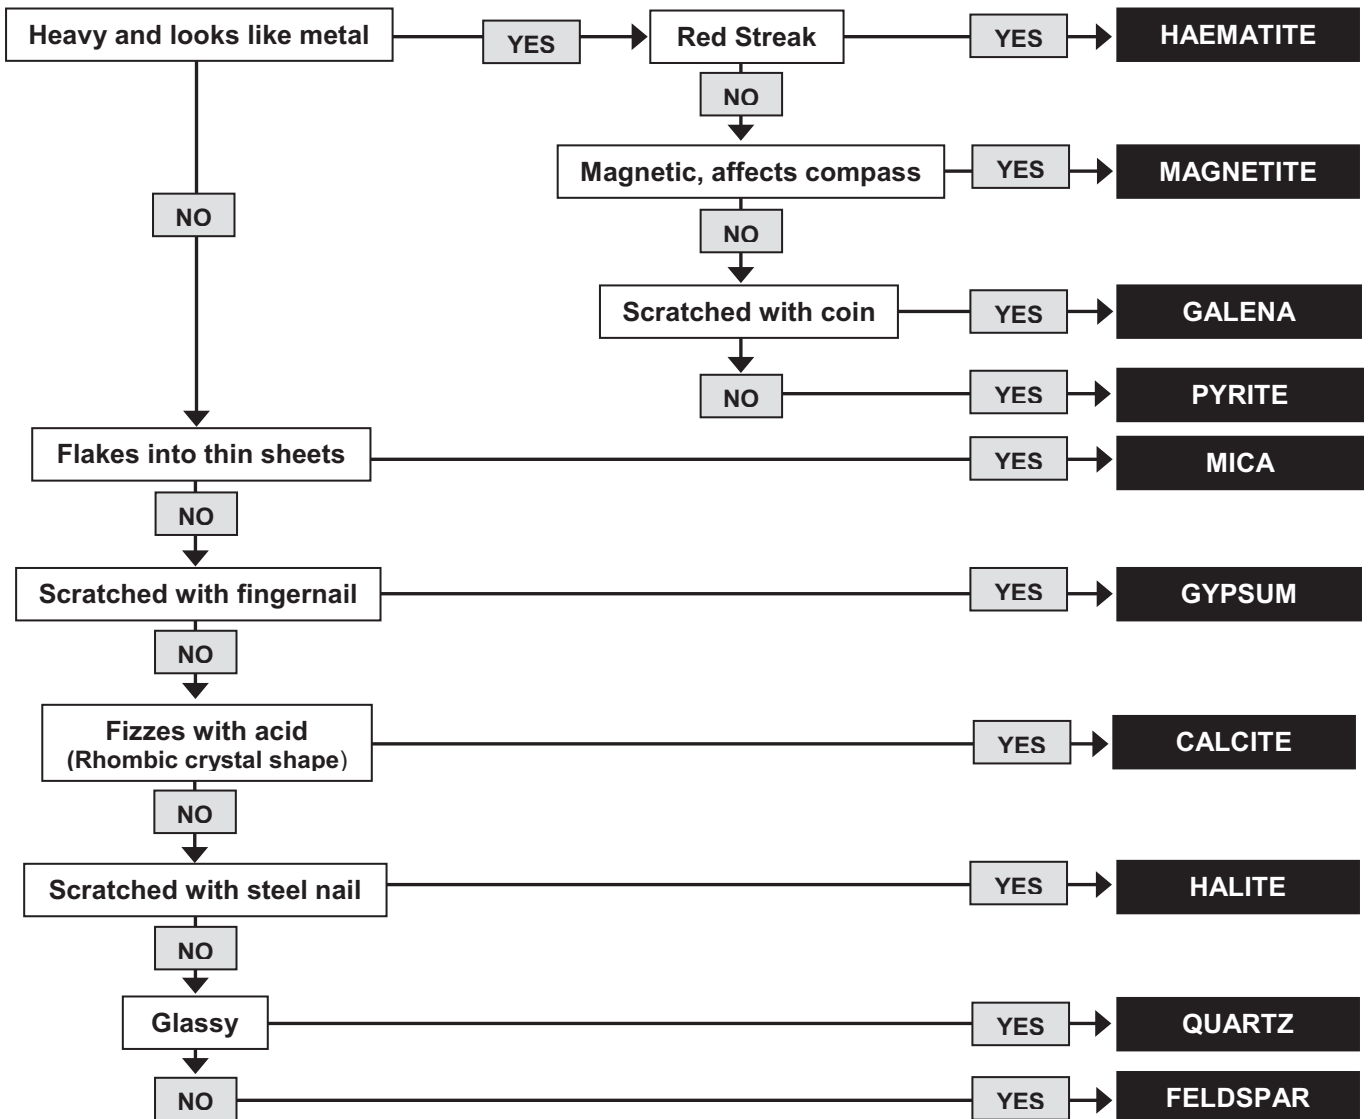 Heavy and looks like metal
YES
Red Streak
YES
HAEMATITE
NO
Magnetic, affects compass
YES
MAGNETITE
NO
NO
Scratched with coin
YES
GALENA
NO
YES
PYRITE
Flakes into thin sheets
YES
MICA
NO
Scratched with fingernail
YES
GYPSUM
NO
Fizzes with acid
(Rhombic crystal shape)
YES
CALCITE
NO
Scratched with steel nail
YES
HALITE
NO
Glassy
YES
QUARTZ
NO
YES
FELDSPAR